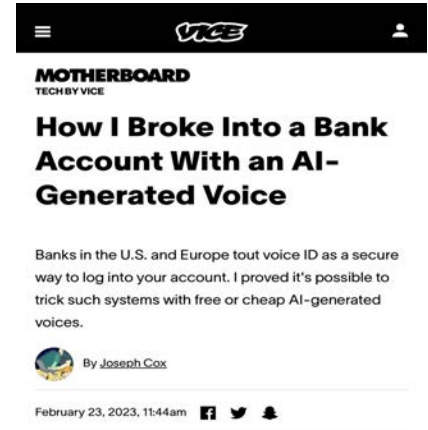 VICE
MOTHERBOARD
TECH BY VICE
How I Broke Into a Bank
Account With an AI-
Generated Voice
Banks in the U.S. and Europe tout voice ID as a secure
way to log into your account. I proved it's possible to
trick such systems with free or cheap AI-generated
voices.
By Joseph Cox
February 23, 2023, 11:44am